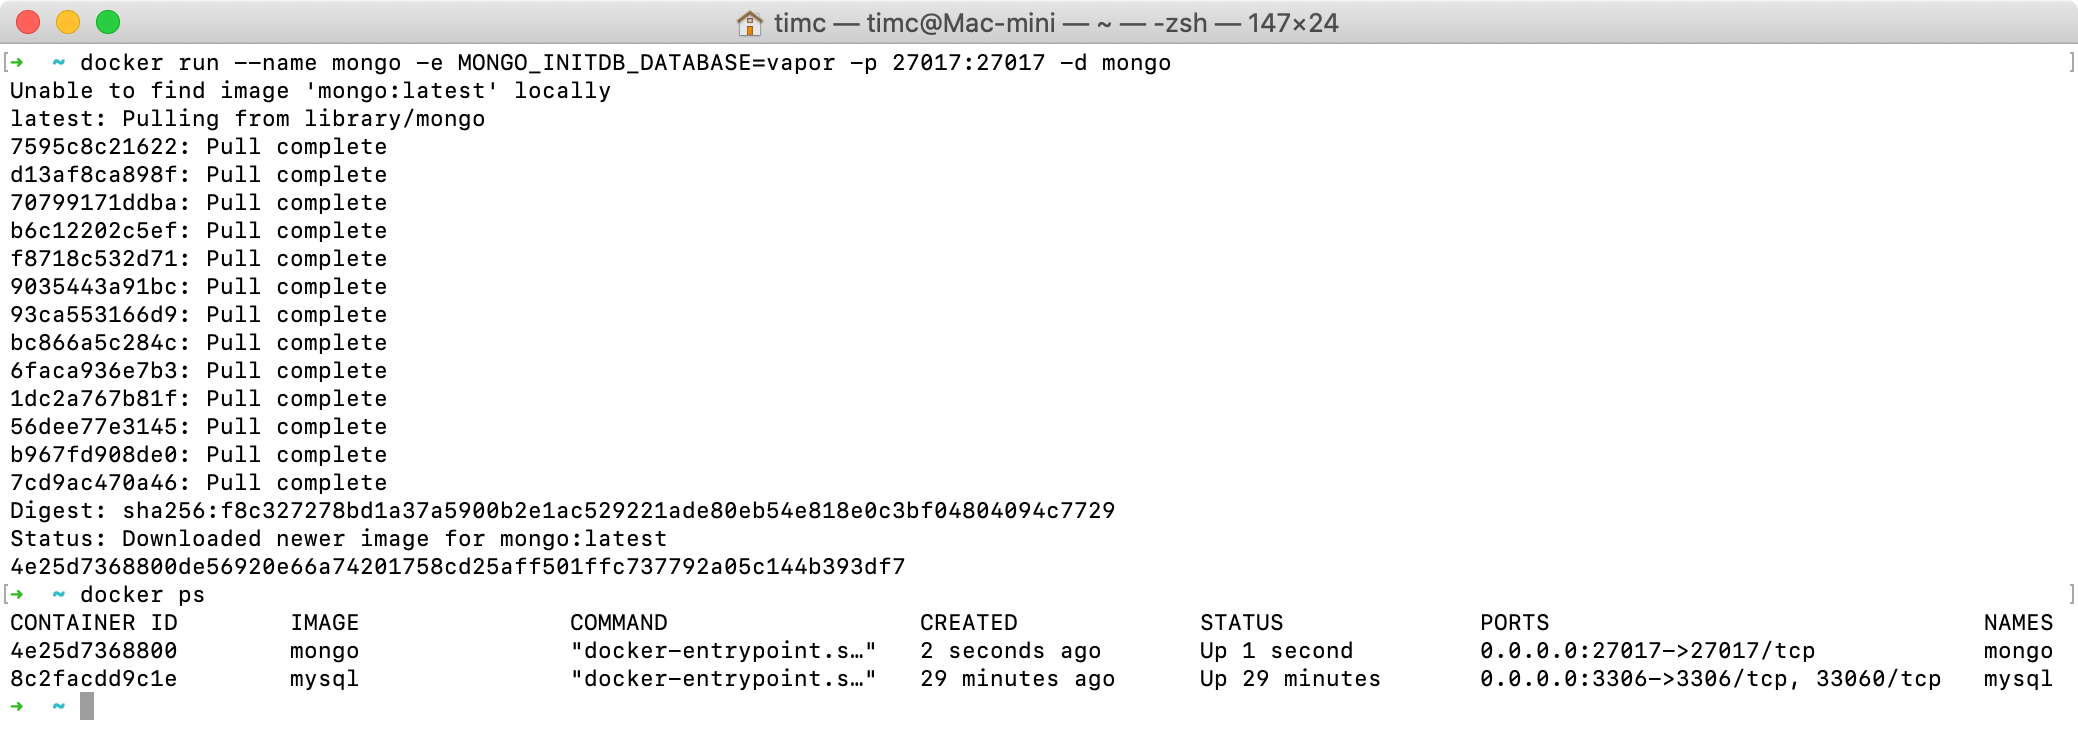 timc — timc@Mac-mini — ~ — -zsh — 147×24
[➜  ~ docker run --name mongo -e MONGO_INITDB_DATABASE=vapor -p 27017:27017 -d mongo ]
Unable to find image 'mongo:latest' locally
latest: Pulling from library/mongo
7595c8c21622: Pull complete
d13af8ca898f: Pull complete
70799171ddba: Pull complete
b6c12202c5ef: Pull complete
f8718c532d71: Pull complete
9035443a91bc: Pull complete
93ca553166d9: Pull complete
bc866a5c284c: Pull complete
6faca936e7b3: Pull complete
1dc2a767b81f: Pull complete
56dee77e3145: Pull complete
b967fd908de0: Pull complete
7cd9ac470a46: Pull complete
Digest: sha256:f8c327278bd1a37a5900b2e1ac529221ade80eb54e818e0c3bf04804094c7729
Status: Downloaded newer image for mongo:latest
4e25d7368800de56920e66a74201758cd25aff501ffc737792a05c144b393df7
[➜  ~ docker ps ]
CONTAINER ID        IMAGE               COMMAND                  CREATED             STATUS              PORTS                               NAMES
4e25d7368800        mongo               "docker-entrypoint.s…"   2 seconds ago       Up 1 second         0.0.0.0:27017->27017/tcp            mongo
8c2facdd9c1e        mysql               "docker-entrypoint.s…"   29 minutes ago      Up 29 minutes       0.0.0.0:3306->3306/tcp, 33060/tcp   mysql
➜  ~